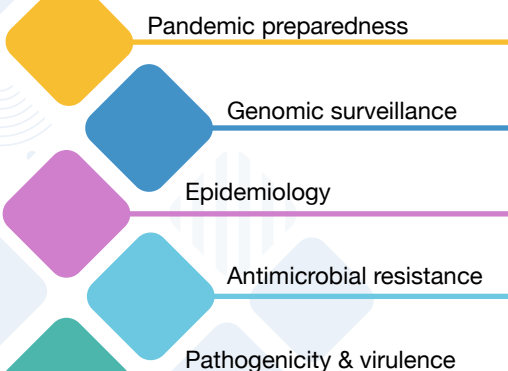 Pandemic preparedness
Genomic surveillance
Epidemiology
Antimicrobial resistance
Pathogenicity & virulence